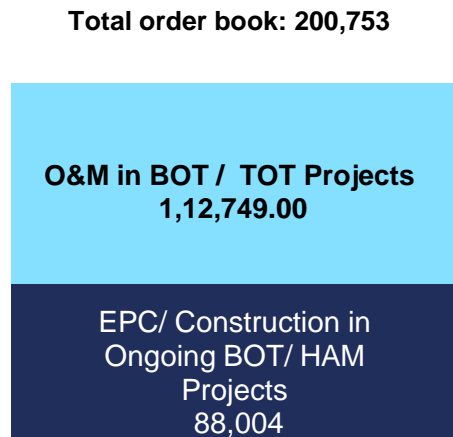 Total order book: 200,753
O&M in BOT / TOT Projects
1,12,749.00
EPC/ Construction in
Ongoing BOT/ HAM
Projects
88,004